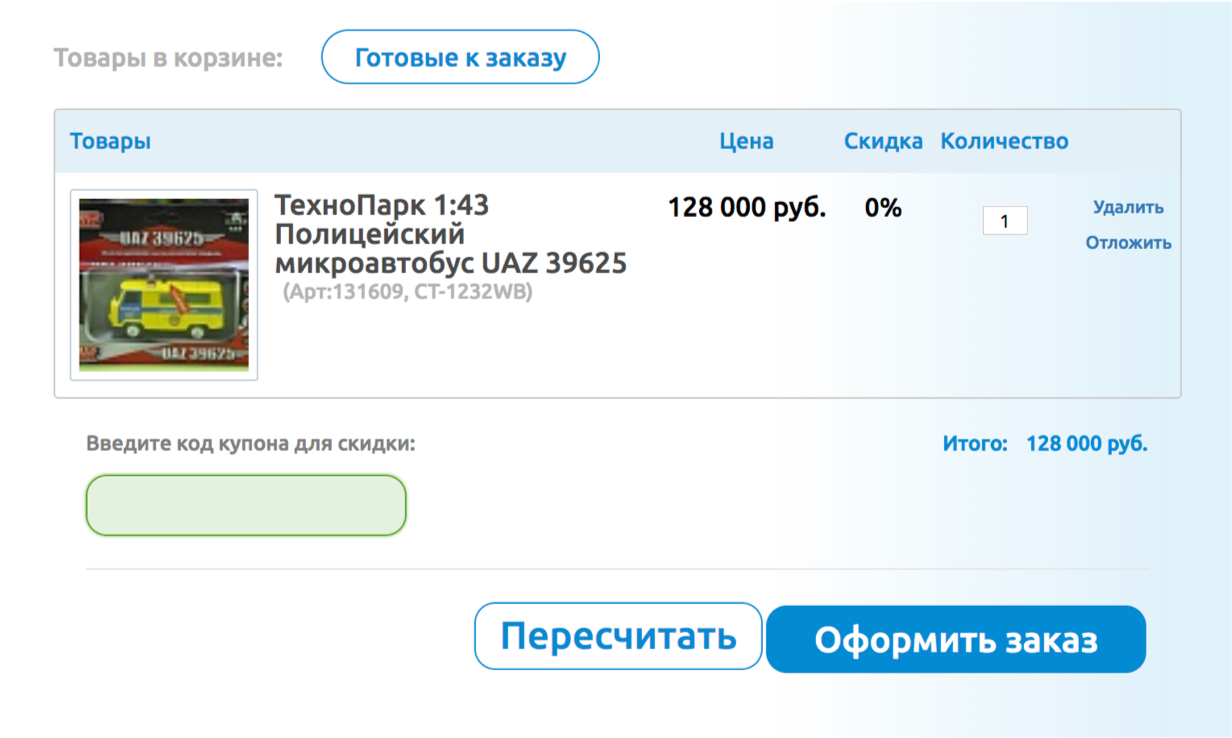 Товары в корзине: Готовые к заказу
Товары Цена Скидка Количество
ТехноПарк 1:43 128 000 руб. 0% 1 Удалить
Полицейский Отложить
микроавтобус UAZ 39625
(Арт:131609, CT-1232WB)
UAZ 39625
UAZ 39625
Введите код купона для скидки: Итого: 128 000 руб.
Пересчитать Оформить заказ